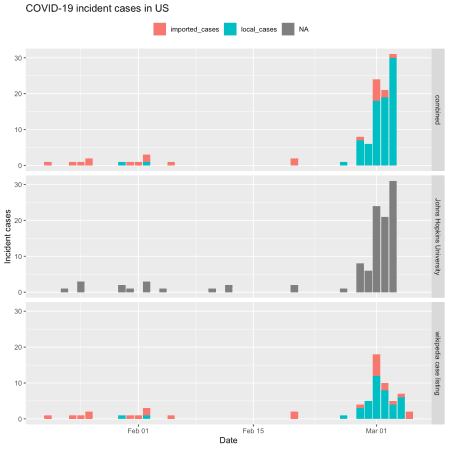 COVID-19 incident cases in US
imported_cases local_cases NA
30
20
10
0
combined
30
20
10
0
Johns Hopkins University
30
20
10
0
wikipedia case listing
Incident cases
Feb 01 Feb 15 Mar 01
Date